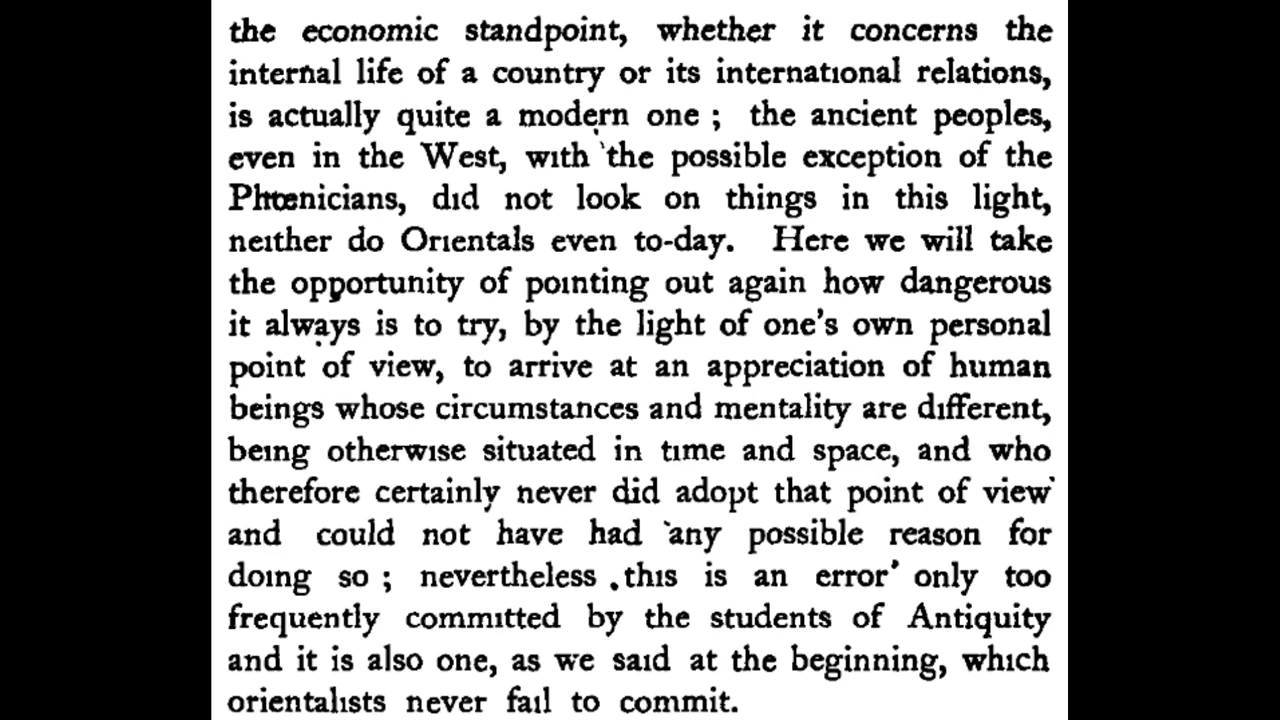 the economic standpoint, whether it concerns the
internal life of a country or its international relations,
is actually quite a modern one ; the ancient peoples,
even in the West, with the possible exception of the
Phœnicians, did not look on things in this light,
neither do Orientals even to-day. Here we will take
the opportunity of pointing out again how dangerous
it always is to try, by the light of one's own personal
point of view, to arrive at an appreciation of human
beings whose circumstances and mentality are different,
being otherwise situated in time and space, and who
therefore certainly never did adopt that point of view
and could not have had any possible reason for
doing so ; nevertheless this is an error only too
frequently committed by the students of Antiquity
and it is also one, as we said at the beginning, which
orientalists never fail to commit.